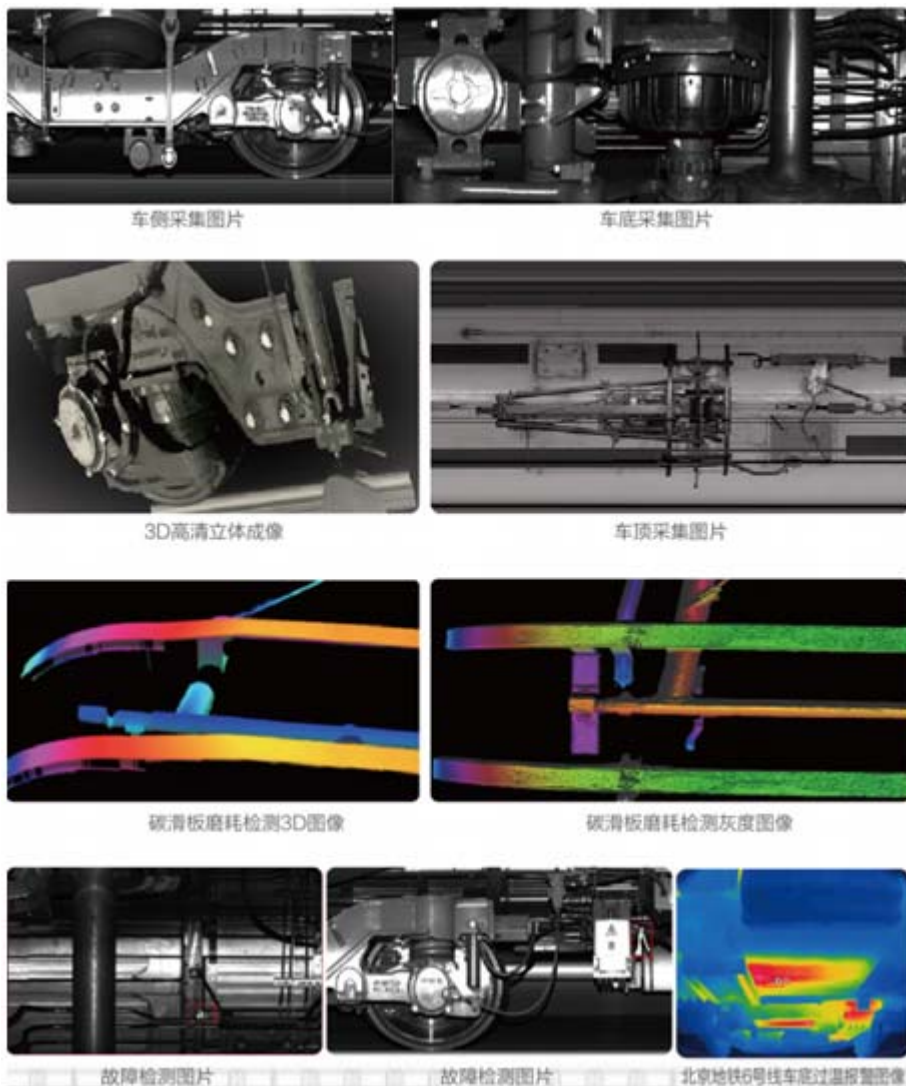 车侧采集图片
车底采集图片
3D高清立体成像
车顶采集图片
碳滑板磨耗检测3D图像
碳滑板磨耗检测灰度图像
故障检测图片
故障检测图片
北京地铁6号线车底过温报警图像